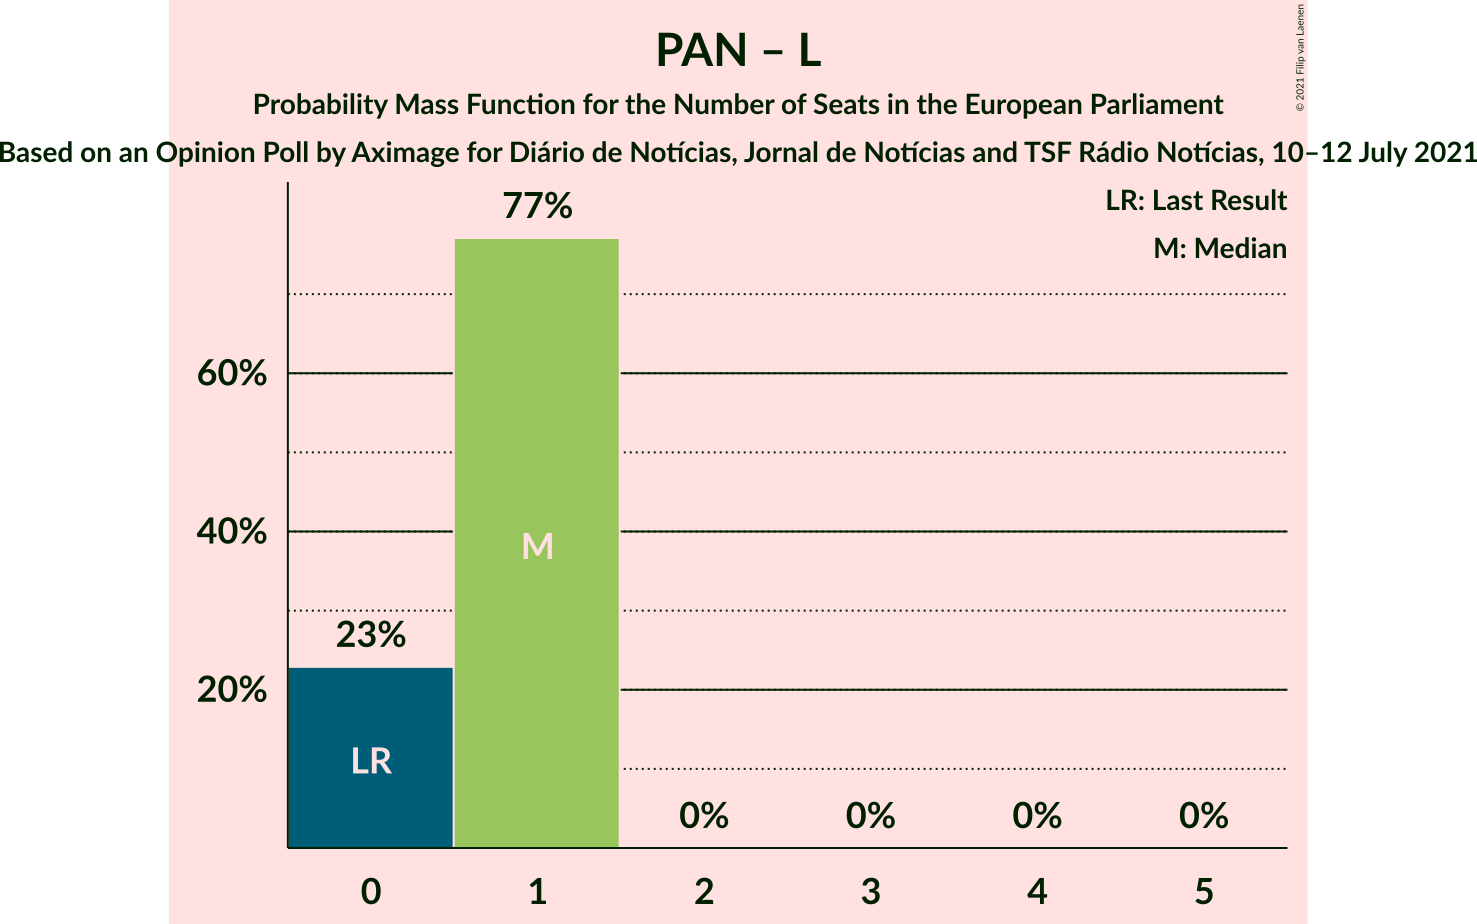 PAN – L
Probability Mass Function for the Number of Seats in the European Parliament
Based on an Opinion Poll by Aximage for Diário de Notícias, Jornal de Notícias and TSF Rádio Notícias, 10–12 July 2021
© 2021 Filip van Laenen
LR: Last Result
M: Median
77%
60%
40%
M
23%
20%
LR
0% 0% 0% 0%
0 1 2 3 4 5